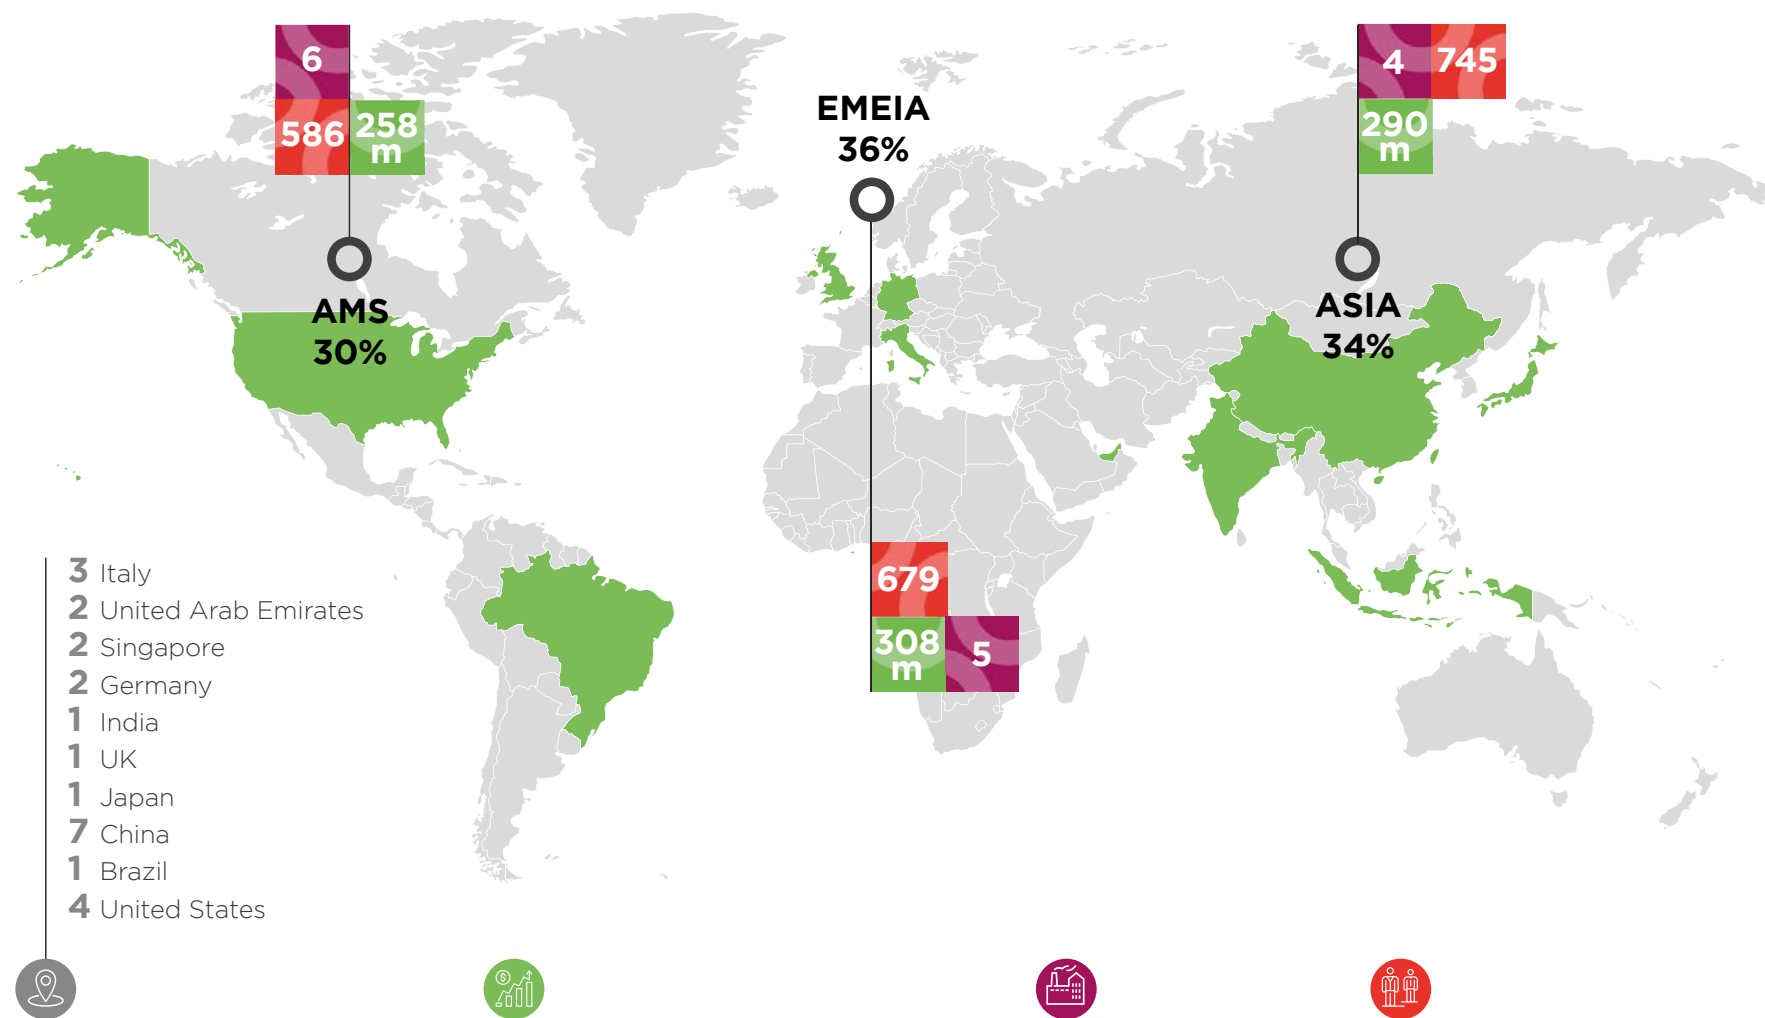 6
586
258
m
AMS
30%
EMEIA
36%
679
308
m
5
4
745
290
m
ASIA
34%
3 Italy
2 United Arab Emirates
2 Singapore
2 Germany
1 India
1 UK
1 Japan
7 China
1 Brazil
4 United States
$